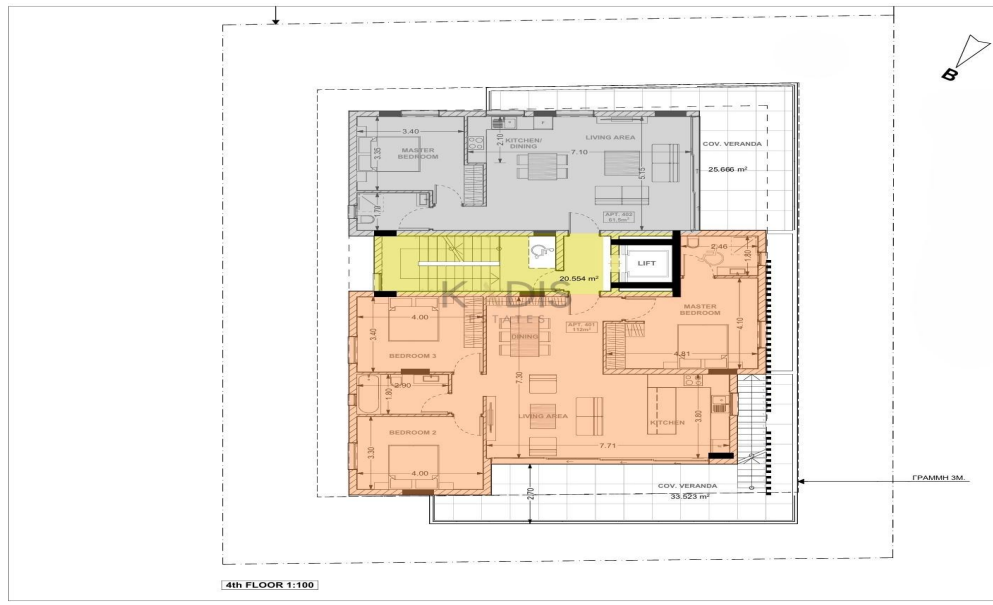 B
3.40
MASTER
BEDROOM
3.35
2.10
KITCHEN/
DINING
LIVING AREA
7.10
5.15
COV. VERANDA
25.666 m²
1.70
APT. 402
61.5m²
20.554 m²
LIFT
2.46
1.80
KADIS
ESTATES
4.00
3.40
BEDROOM 3
DINING
APT. 401
MASTER
BEDROOM
4.10
4.81
2.90
1.80
7.30
LIVING AREA
KITCHEN
3.80
7.71
BEDROOM 2
3.30
4.00
2.70
COV. VERANDA
33.523 m²
ΓΡΑΜΜΗ 3Μ.
4th FLOOR 1:100